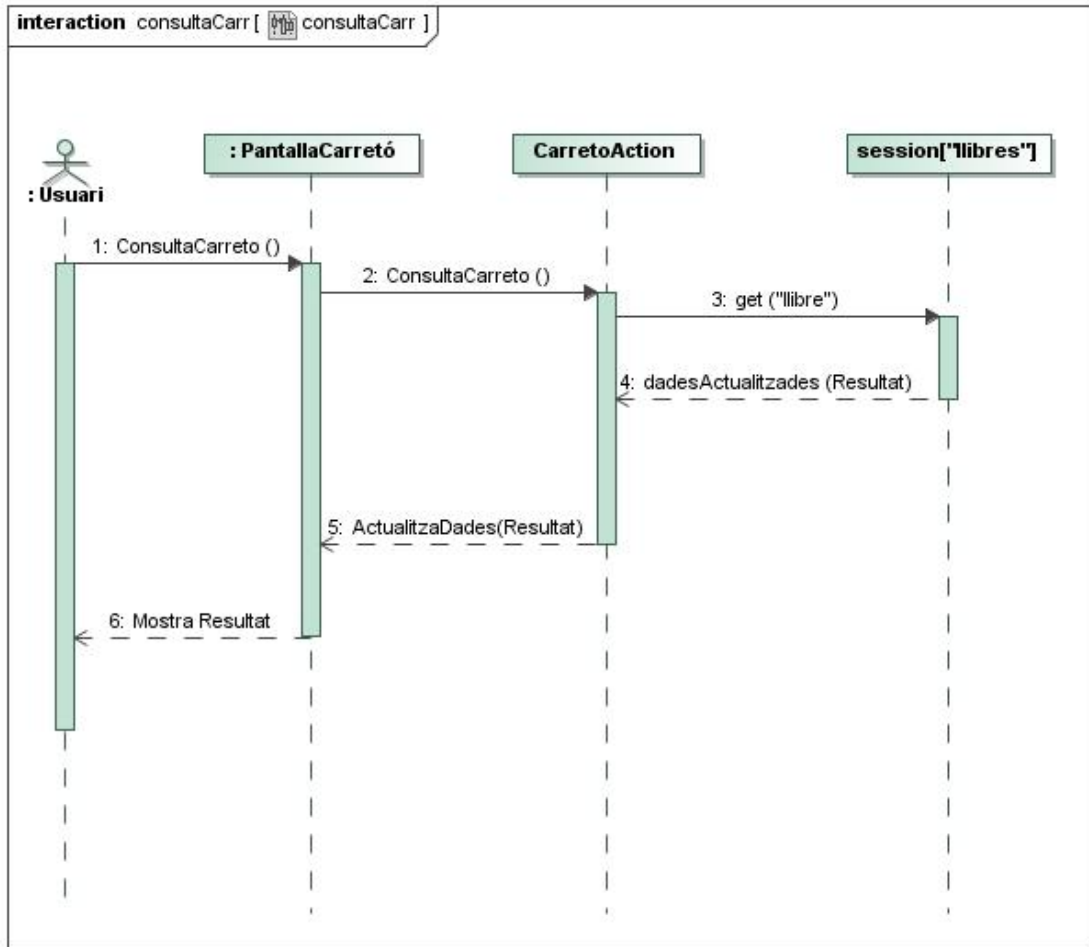 interaction consultaCarr [ consultaCarr ]
: Usuari
: PantallaCarretó
CarretoAction
session["llibres"]
1: ConsultaCarreto ()
2: ConsultaCarreto ()
3: get ("llibre")
4: dadesActualitzades (Resultat)
5: ActualitzaDades(Resultat)
6: Mostra Resultat